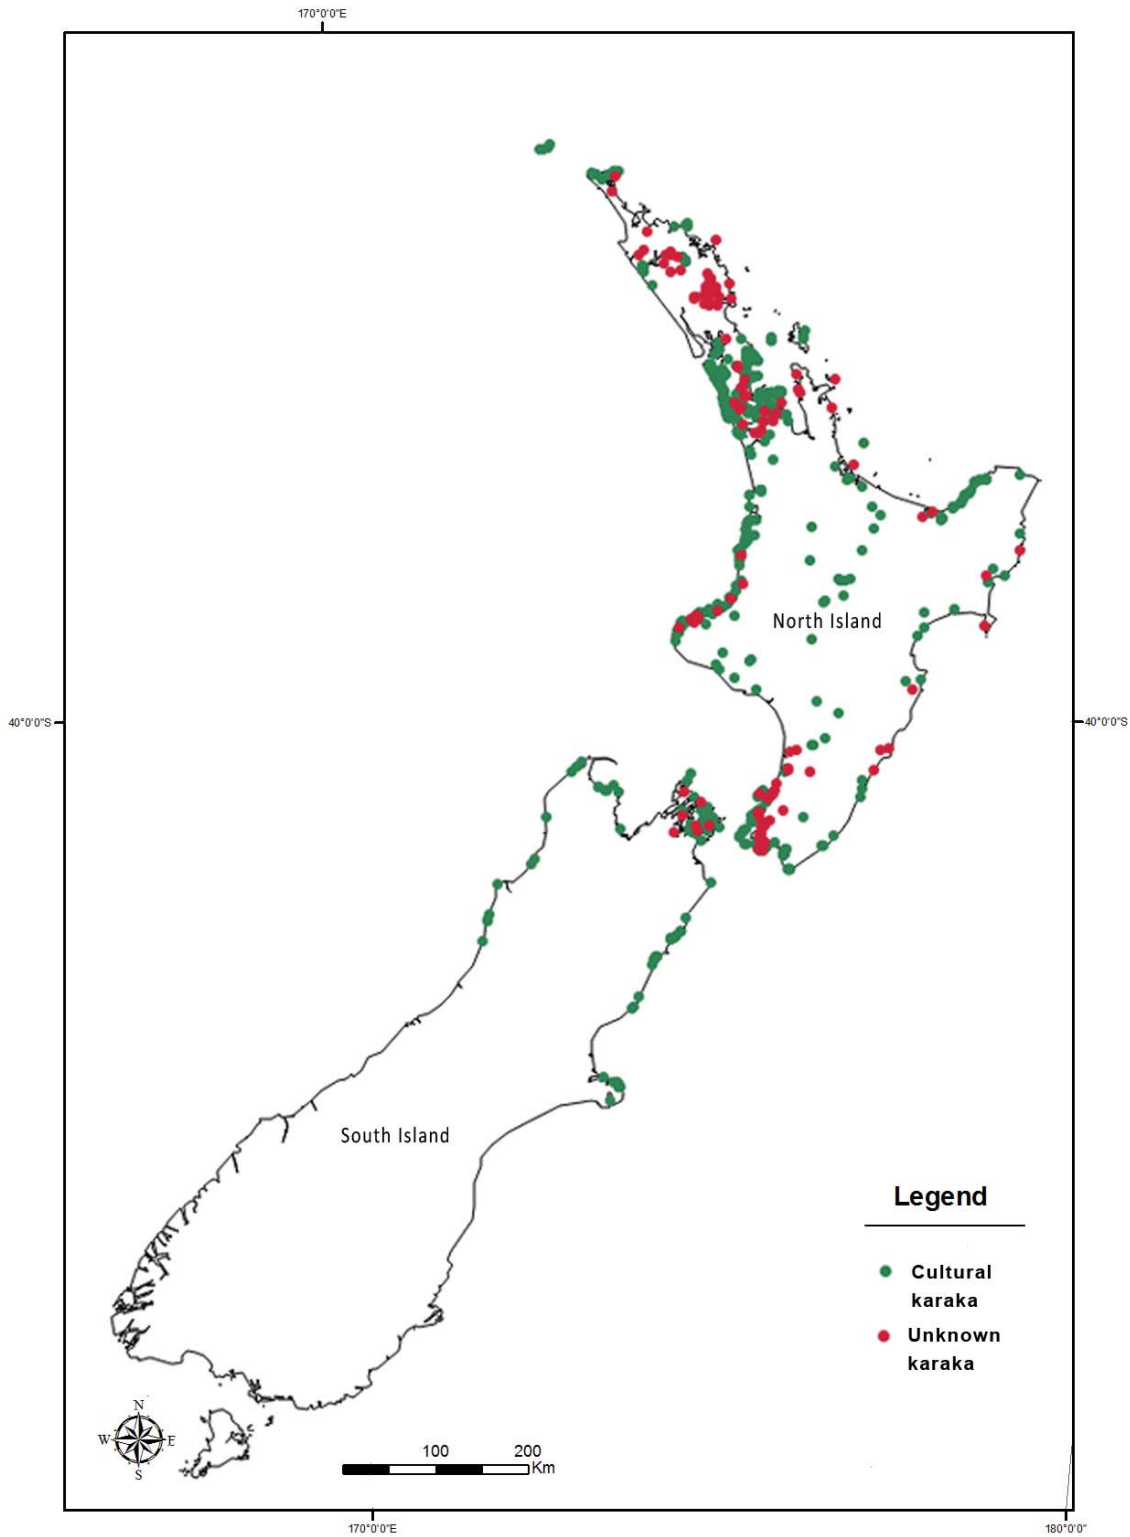 170°0'0"E
North Island
40°0'0"S
40°0'0"S
South Island
Legend
Cultural
karaka
Unknown
karaka
N
W
E
S
100 200
Km
170°0'0"E
180°0'0"